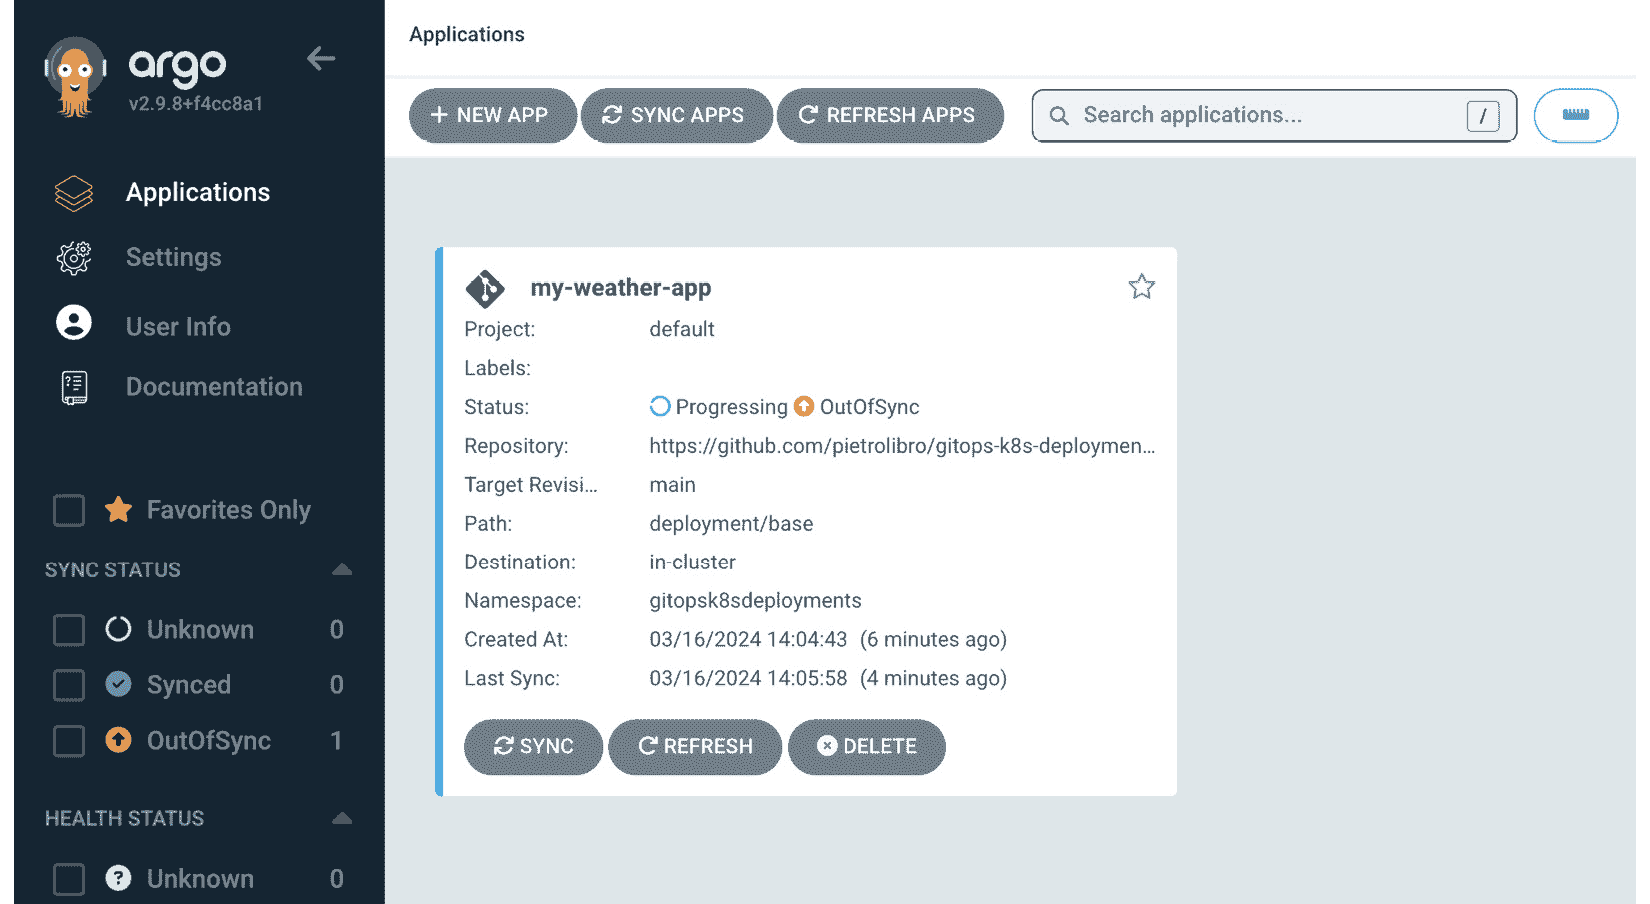 argo
v2.9.8+f4cc8a1
Applications
Settings
User Info
Documentation
Favorites Only
SYNC STATUS
Unknown 0
Synced 0
OutOfSync 1
HEALTH STATUS
Unknown 0
Applications
NEW APP SYNC APPS REFRESH APPS Search applications... /
my-weather-app
Project: default
Labels:
Status: Progressing OutOfSync
Repository: https://github.com/pietrolibro/gitops-k8s-deploymen...
Target Revisi... main
Path: deployment/base
Destination: in-cluster
Namespace: gitopsk8sdeployments
Created At: 03/16/2024 14:04:43 (6 minutes ago)
Last Sync: 03/16/2024 14:05:58 (4 minutes ago)
SYNC REFRESH DELETE